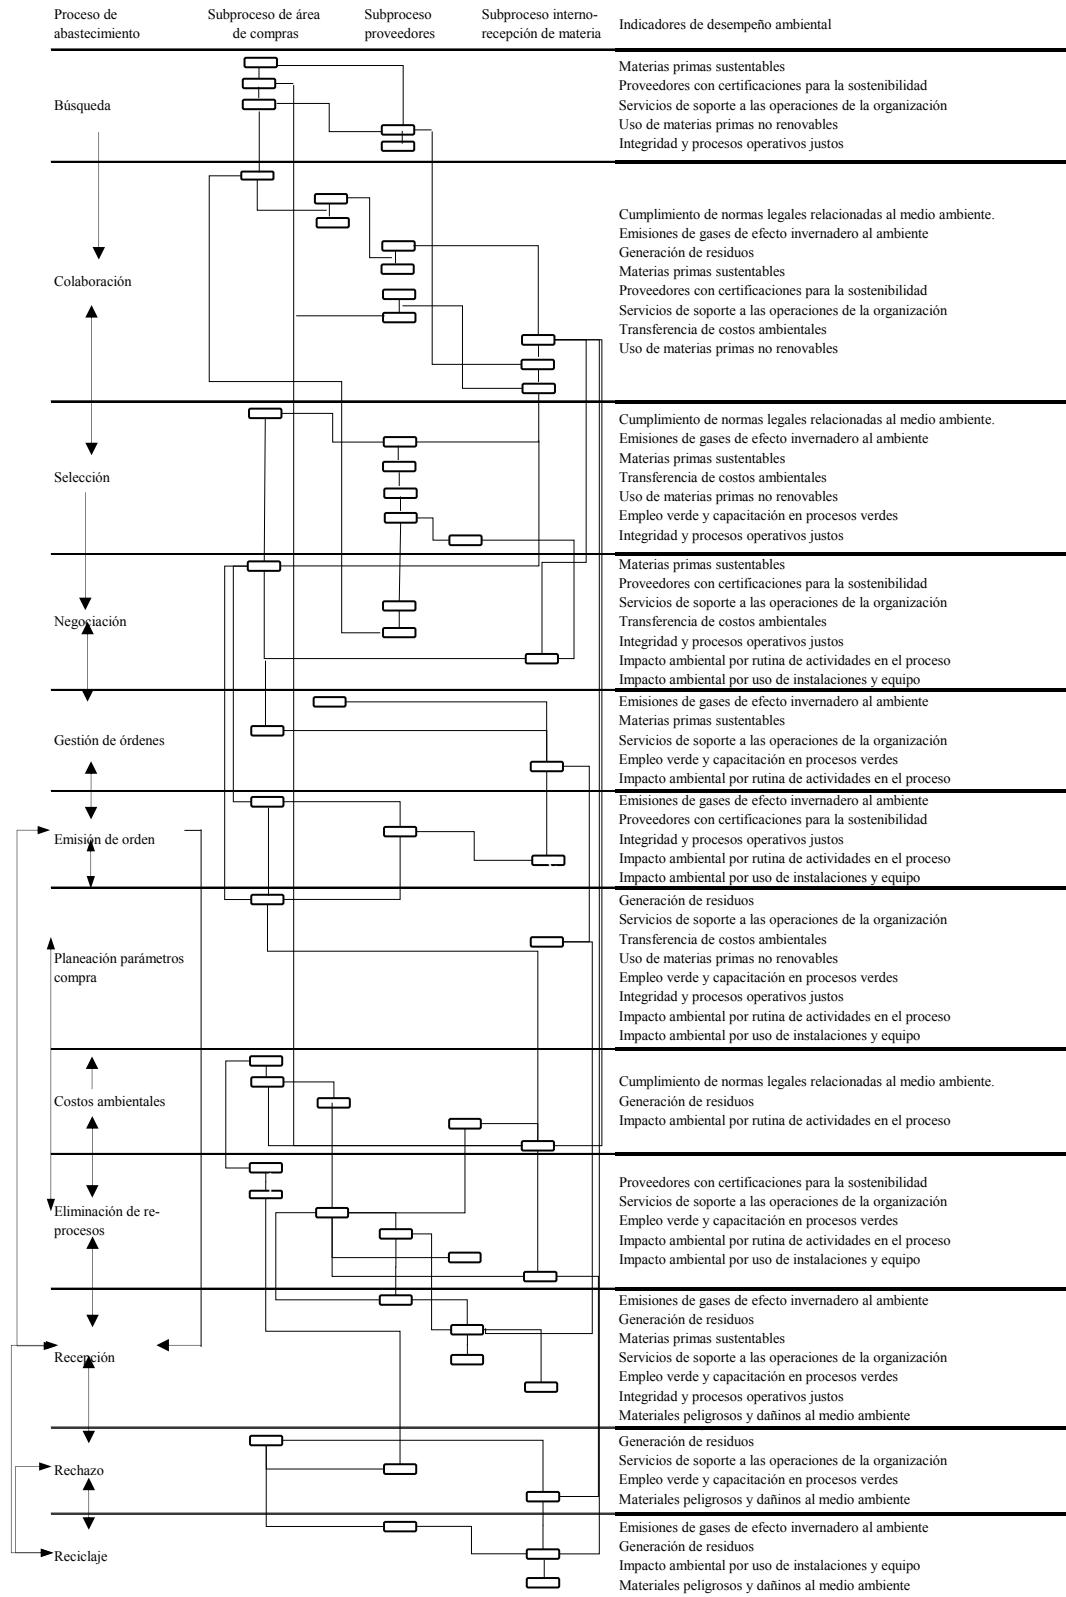 Proceso de
abastecimiento
Subproceso de área
de compras
Subproceso
proveedores
Subproceso interno-
recepción de materia
Indicadores de desempeño ambiental
Búsqueda
Materias primas sustentables
Proveedores con certificaciones para la sostenibilidad
Servicios de soporte a las operaciones de la organización
Uso de materias primas no renovables
Integridad y procesos operativos justos
Colaboración
Cumplimiento de normas legales relacionadas al medio ambiente.
Emisiones de gases de efecto invernadero al ambiente
Generación de residuos
Materias primas sustentables
Proveedores con certificaciones para la sostenibilidad
Servicios de soporte a las operaciones de la organización
Transferencia de costos ambientales
Uso de materias primas no renovables
Selección
Cumplimiento de normas legales relacionadas al medio ambiente.
Emisiones de gases de efecto invernadero al ambiente
Materias primas sustentables
Transferencia de costos ambientales
Uso de materias primas no renovables
Empleo verde y capacitación en procesos verdes
Integridad y procesos operativos justos
Negociación
Materias primas sustentables
Proveedores con certificaciones para la sostenibilidad
Servicios de soporte a las operaciones de la organización
Transferencia de costos ambientales
Integridad y procesos operativos justos
Impacto ambiental por rutina de actividades en el proceso
Impacto ambiental por uso de instalaciones y equipo
Gestión de órdenes
Emisiones de gases de efecto invernadero al ambiente
Materias primas sustentables
Servicios de soporte a las operaciones de la organización
Empleo verde y capacitación en procesos verdes
Impacto ambiental por rutina de actividades en el proceso
Emisión de orden
Emisiones de gases de efecto invernadero al ambiente
Proveedores con certificaciones para la sostenibilidad
Integridad y procesos operativos justos
Impacto ambiental por rutina de actividades en el proceso
Impacto ambiental por uso de instalaciones y equipo
Planeación parámetros
compra
Generación de residuos
Servicios de soporte a las operaciones de la organización
Transferencia de costos ambientales
Uso de materias primas no renovables
Empleo verde y capacitación en procesos verdes
Integridad y procesos operativos justos
Impacto ambiental por rutina de actividades en el proceso
Impacto ambiental por uso de instalaciones y equipo
Costos ambientales
Cumplimiento de normas legales relacionadas al medio ambiente.
Generación de residuos
Impacto ambiental por rutina de actividades en el proceso
Eliminación de re-
procesos
Proveedores con certificaciones para la sostenibilidad
Servicios de soporte a las operaciones de la organización
Empleo verde y capacitación en procesos verdes
Impacto ambiental por rutina de actividades en el proceso
Impacto ambiental por uso de instalaciones y equipo
Recepción
Emisiones de gases de efecto invernadero al ambiente
Generación de residuos
Materias primas sustentables
Servicios de soporte a las operaciones de la organización
Empleo verde y capacitación en procesos verdes
Integridad y procesos operativos justos
Materiales peligrosos y dañinos al medio ambiente
Rechazo
Generación de residuos
Servicios de soporte a las operaciones de la organización
Empleo verde y capacitación en procesos verdes
Materiales peligrosos y dañinos al medio ambiente
Reciclaje
Emisiones de gases de efecto invernadero al ambiente
Generación de residuos
Impacto ambiental por uso de instalaciones y equipo
Materiales peligrosos y dañinos al medio ambiente